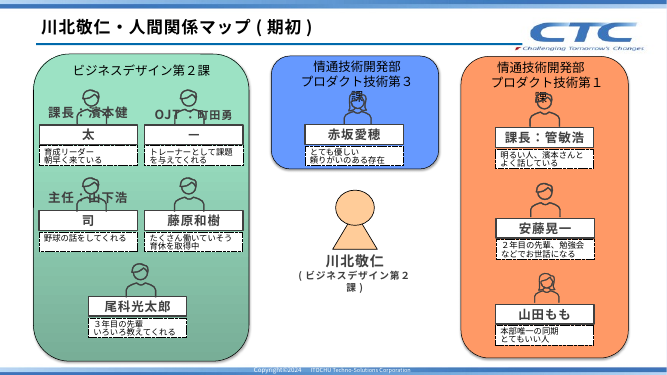 川北敬仁・人間関係マップ(期初)
CTC
Challenging Tomorrow's Changes
ビジネスデザイン第２課
課長：濱本健
太
育成リーダー
朝早く来ている
OJT：町田勇
一
トレーナーとして課題
を与えてくれる
主任：山下浩
司
野球の話をしてくれる
藤原和樹
たくさん働いていそう
育休を取得中
尾科光太郎
３年目の先輩
いろいろ教えてくれる
情通技術開発部
プロダクト技術第３
課
赤坂愛穂
とても優しい
頼りがいのある存在
川北敬仁
(ビジネスデザイン第２
課)
情通技術開発部
プロダクト技術第１
課
課長：管敏浩
明るい人、濱本さんと
よく話している
安藤晃一
２年目の先輩、勉強会
などでお世話になる
山田もも
本部唯一の同期
とてもいい人
Copyright©2024 ITOCHU Techno-Solutions Corporation